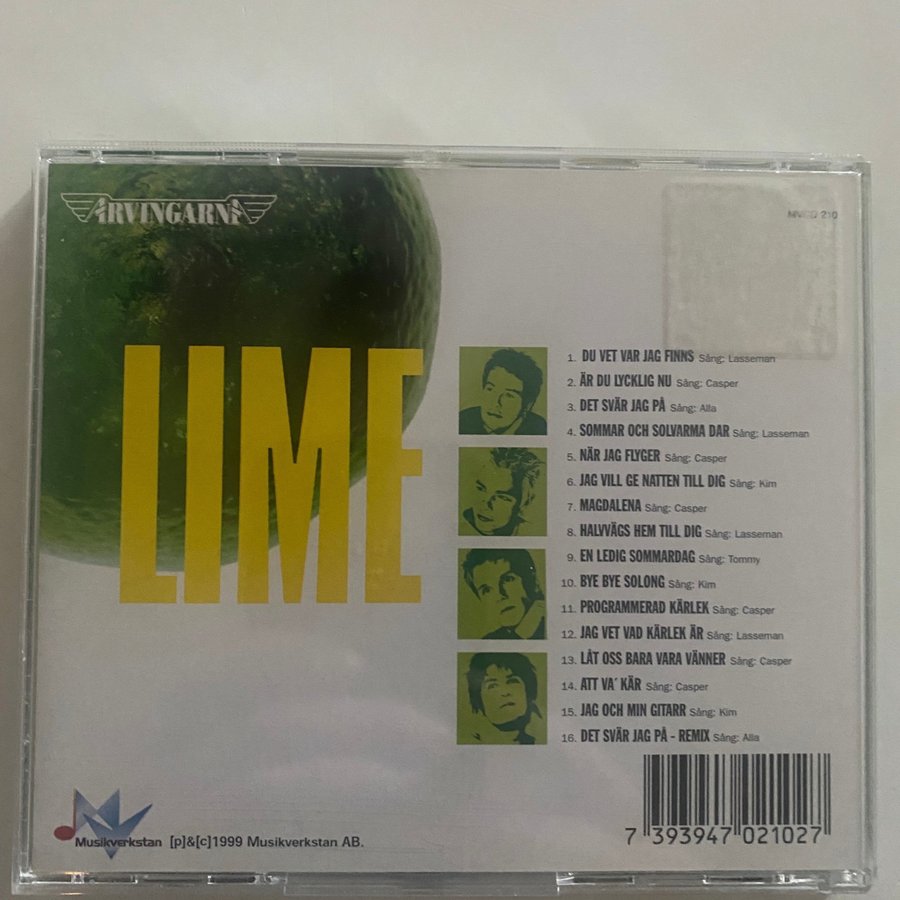 ARVINGARNA
MVCD 210
LIME
1. DU VET VAR JAG FINNS Sång: Lasseman
2. ÄR DU LYCKLIG NU Sång: Casper
3. DET SVÄR JAG PÅ Sång: Alla
4. SOMMAR OCH SOLVARMA DAR Sång: Lasseman
5. NÄR JAG FLYGER Sång: Casper
6. JAG VILL GE NATTEN TILL DIG Sång: Kim
7. MAGDALENA Sång: Casper
8. HALVVÄGS HEM TILL DIG Sång: Lasseman
9. EN LEDIG SOMMARDAG Sång: Tommy
10. BYE BYE SOLONG Sång: Kim
11. PROGRAMMERAD KÄRLEK Sång: Casper
12. JAG VET VAD KÄRLEK ÄR Sång: Lasseman
13. LÅT OSS BARA VARA VÄNNER Sång: Casper
14. ATT VA´ KÄR Sång: Casper
15. JAG OCH MIN GITARR Sång: Kim
16. DET SVÄR JAG PÅ - REMIX Sång: Alla
Musikverkstan [p]&[c]1999 Musikverkstan AB.
7 393947 021027